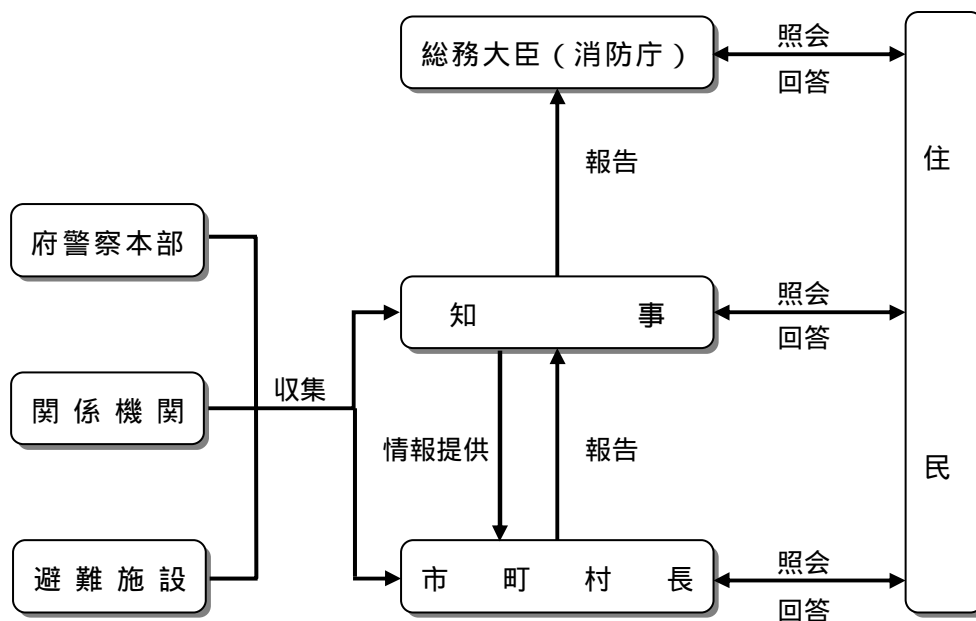 総務大臣（消防庁）
照会
回答
住民
報告
府警察本部
知事
照会
回答
関係機関
収集
情報提供
報告
避難施設
市町村長
照会
回答